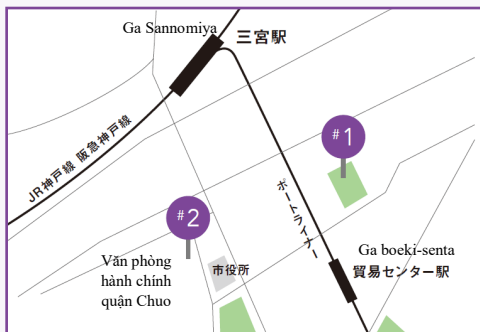 Ga Sannomiya
三宮駅
JR神戸線 阪急神戸線
#1
ポートライナー
#2
Văn phòng
hành chính
quận Chuo
市役所
Ga boeki-senta
貿易センター駅